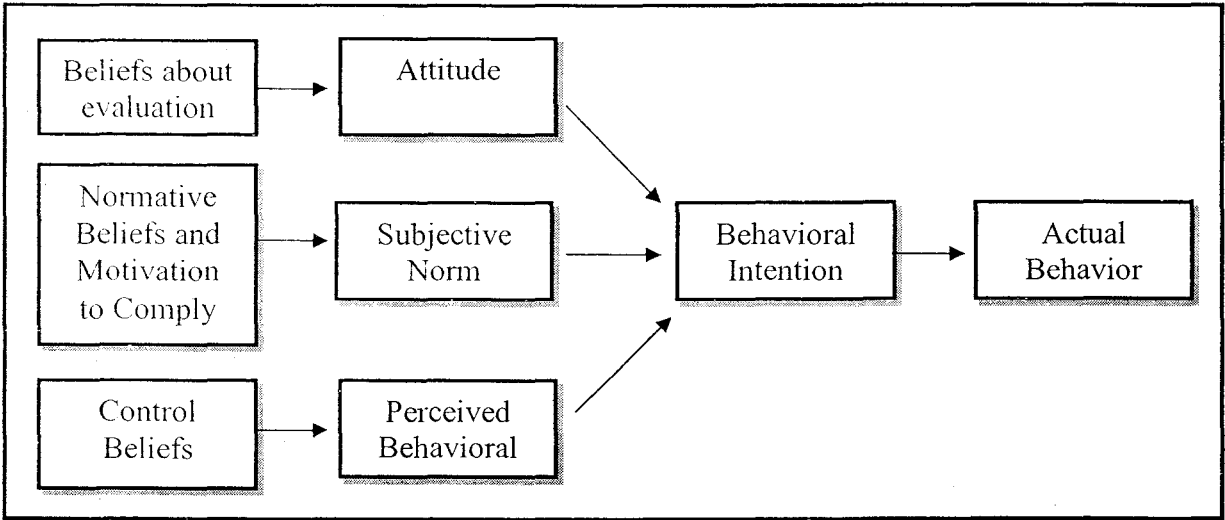 Beliefs about
evaluation
Attitude
Normative
Beliefs and
Motivation
to Comply
Subjective
Norm
Behavioral
Intention
Actual
Behavior
Control
Beliefs
Perceived
Behavioral